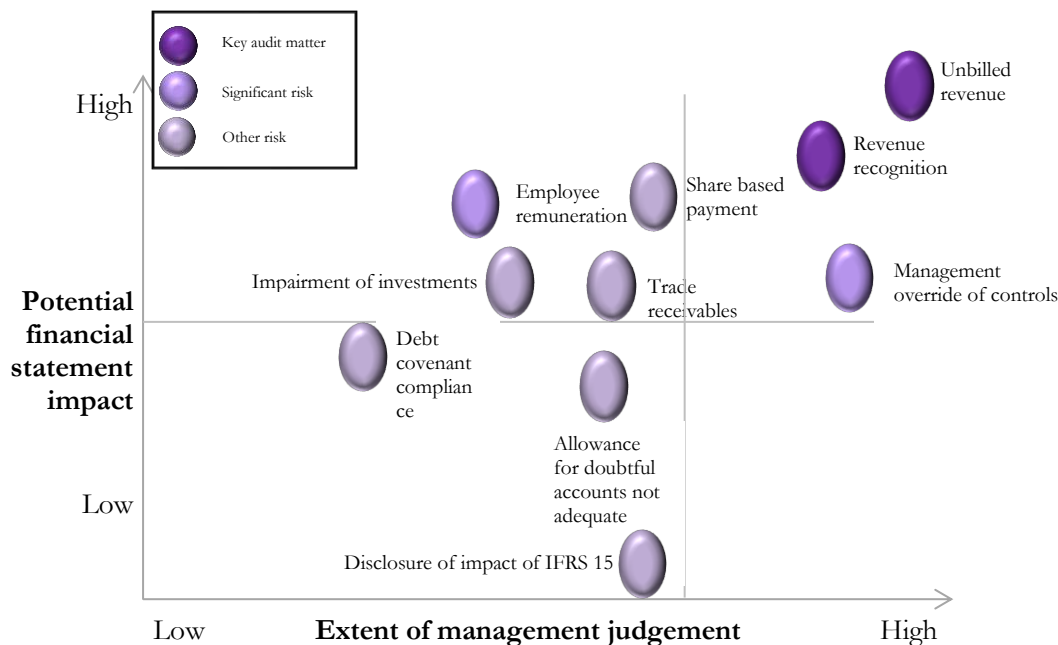 Key audit matter
Significant risk
Other risk
High
Unbilled
revenue
Revenue
recognition
Employee
remuneration
Share based
payment
Management
override of controls
Impairment of investments
Trade
receivables
Potential
financial
statement
impact
Debt
covenant
complian
ce
Allowance
for doubtful
accounts not
adequate
Low
Disclosure of impact of IFRS 15
Low
Extent of management judgement
High